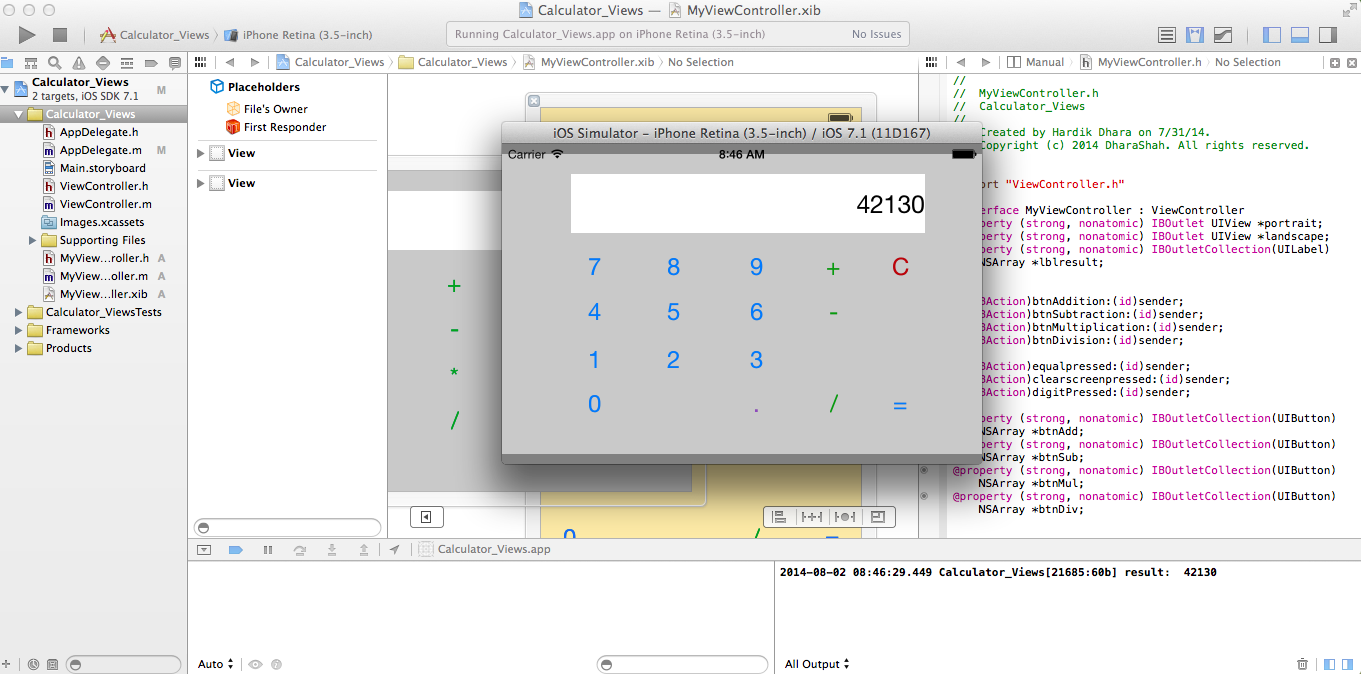 Calculator_Views — MyViewController.xib
Calculator_Views
iPhone Retina (3.5-inch)
Running Calculator_Views.app on iPhone Retina (3.5-inch)
No Issues
Calculator_Views
Calculator_Views
MyViewController.xib
No Selection
Manual
MyViewController.h
No Selection
Calculator_Views
2 targets, iOS SDK 7.1
M
Calculator_Views
AppDelegate.h
AppDelegate.m
M
Main.storyboard
ViewController.h
ViewController.m
Images.xcassets
Supporting Files
MyView...roller.h
A
MyView...oller.m
A
MyView...ller.xib
A
Calculator_ViewsTests
Frameworks
Products
Placeholders
File's Owner
First Responder
View
View
+
-
*
/
0
/
=
iOS Simulator - iPhone Retina (3.5-inch) / iOS 7.1 (11D167)
Carrier
8:46 AM
42130
7 8 9 + C
4 5 6 -
1 2 3
0 . / =
//
// MyViewController.h
// Calculator_Views
//
Created by Hardik Dhara on 7/31/14.
Copyright (c) 2014 DharaShah. All rights reserved.
ort "ViewController.h"
erface MyViewController : ViewController
perty (strong, nonatomic) IBOutlet UIView *portrait;
perty (strong, nonatomic) IBOutlet UIView *landscape;
perty (strong, nonatomic) IBOutletCollection(UILabel)
NSArray *lblresult;
BAction)btnAddition:(id)sender;
BAction)btnSubtraction:(id)sender;
BAction)btnMultiplication:(id)sender;
BAction)btnDivision:(id)sender;
BAction)equalpressed:(id)sender;
BAction)clearscreenpressed:(id)sender;
BAction)digitPressed:(id)sender;
operty (strong, nonatomic) IBOutletCollection(UIButton)
NSArray *btnAdd;
operty (strong, nonatomic) IBOutletCollection(UIButton)
NSArray *btnSub;
@property (strong, nonatomic) IBOutletCollection(UIButton)
NSArray *btnMul;
@property (strong, nonatomic) IBOutletCollection(UIButton)
NSArray *btnDiv;
Calculator_Views.app
2014-08-02 08:46:29.449 Calculator_Views[21685:60b] result: 42130
Auto
All Output